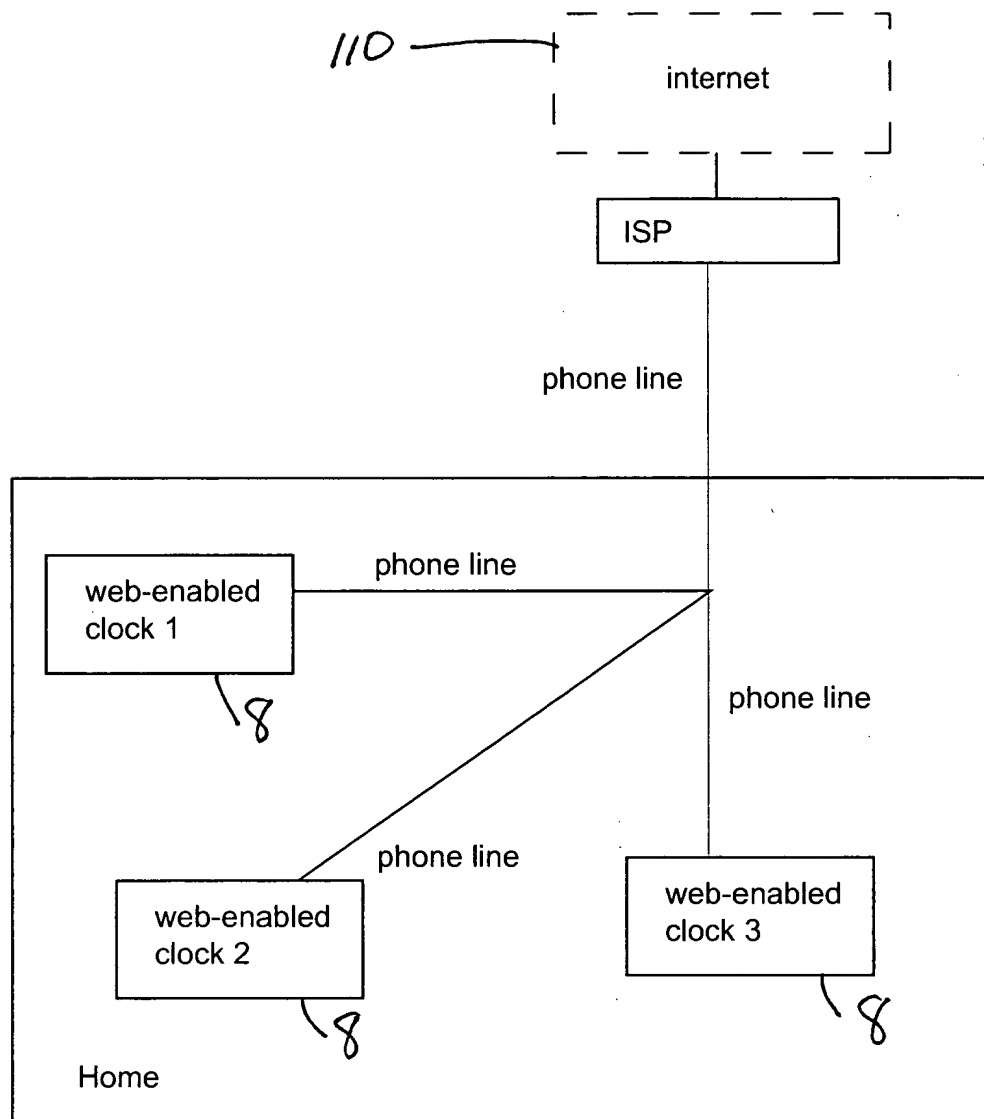 110
internet
ISP
phone line
phone line
web-enabled
clock 1
8
phone line
phone line
web-enabled
clock 2
8
web-enabled
clock 3
8
Home